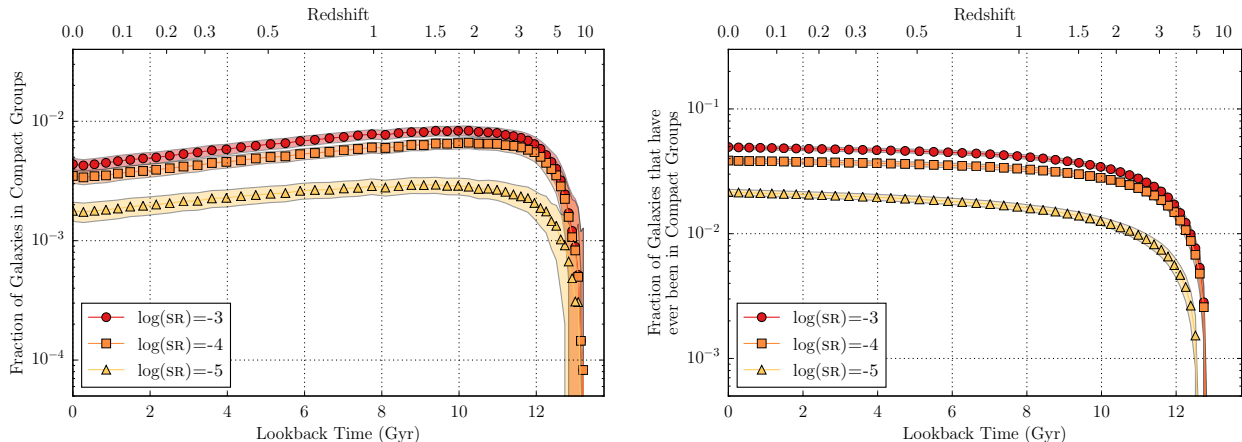 Redshift
0.0 0.1 0.2 0.3 0.5 1 1.5 2 3 5 10
Fraction of Galaxies in Compact Groups
10⁻²
10⁻³
10⁻⁴
log(SR)=-3
log(SR)=-4
log(SR)=-5
0 2 4 6 8 10 12
Lookback Time (Gyr)
Redshift
0.0 0.1 0.2 0.3 0.5 1 1.5 2 3 5 10
Fraction of Galaxies that have
ever been in Compact Groups
10⁻¹
10⁻²
10⁻³
log(SR)=-3
log(SR)=-4
log(SR)=-5
0 2 4 6 8 10 12
Lookback Time (Gyr)